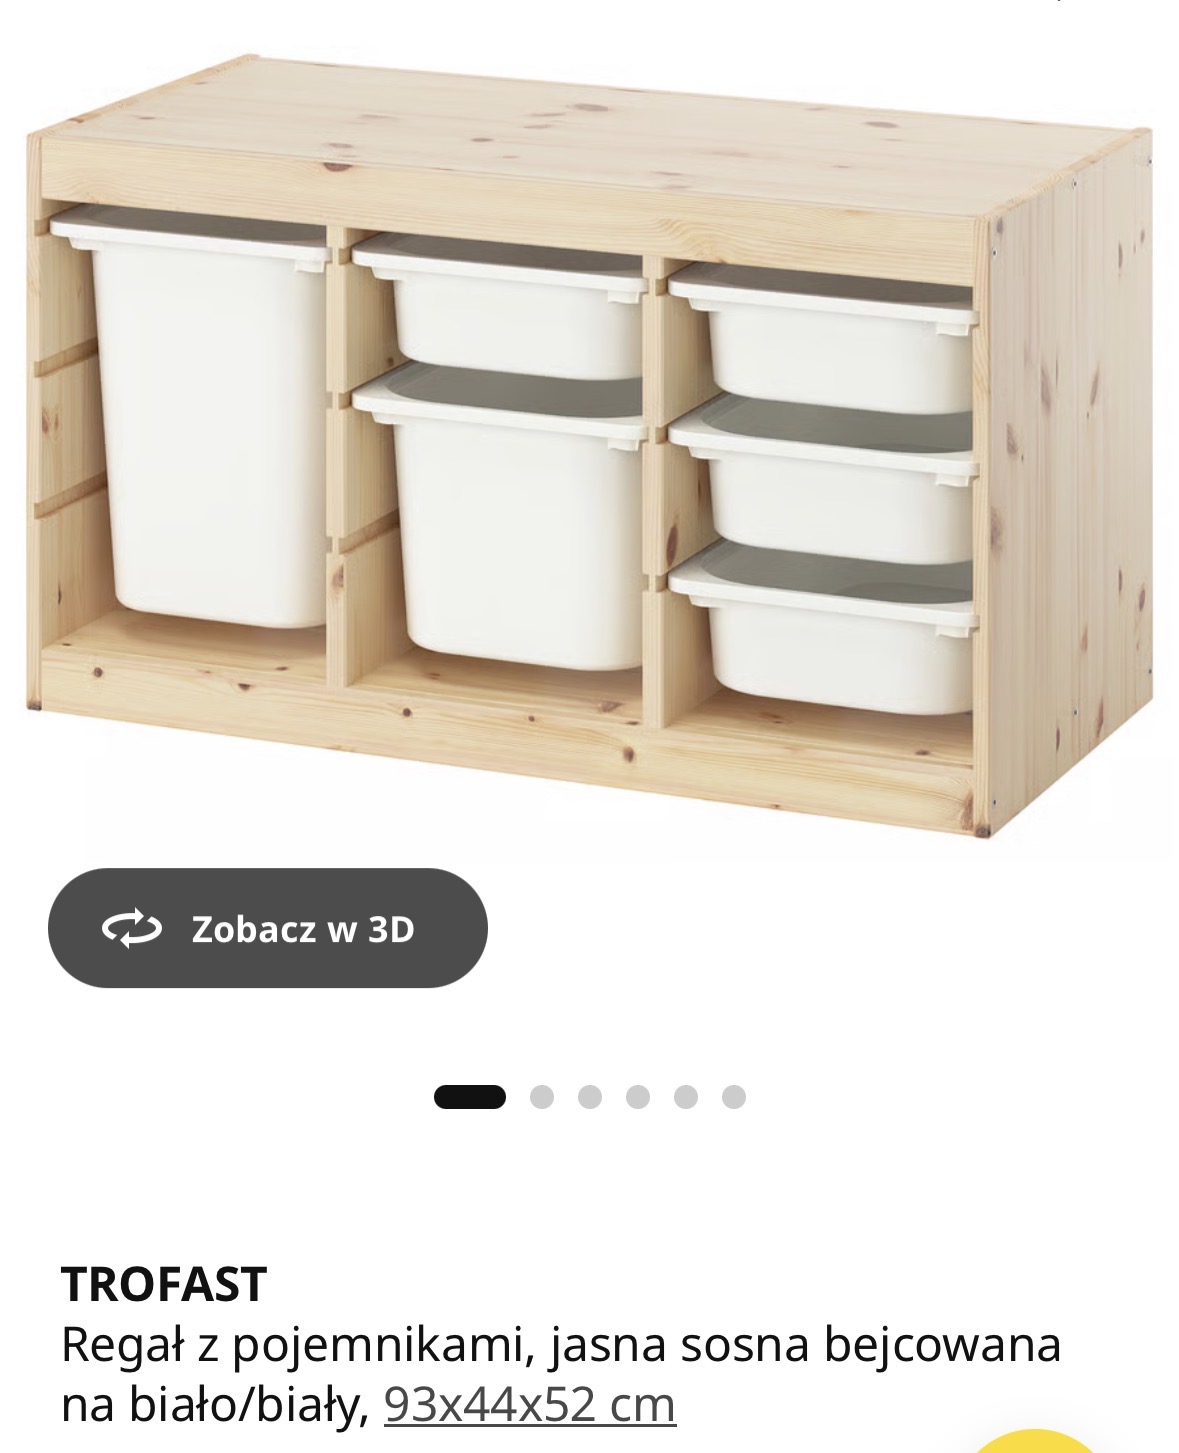 Zobacz w 3D
TROFAST
Regał z pojemnikami, jasna sosna bejcowana
na biało/biały, 93x44x52 cm